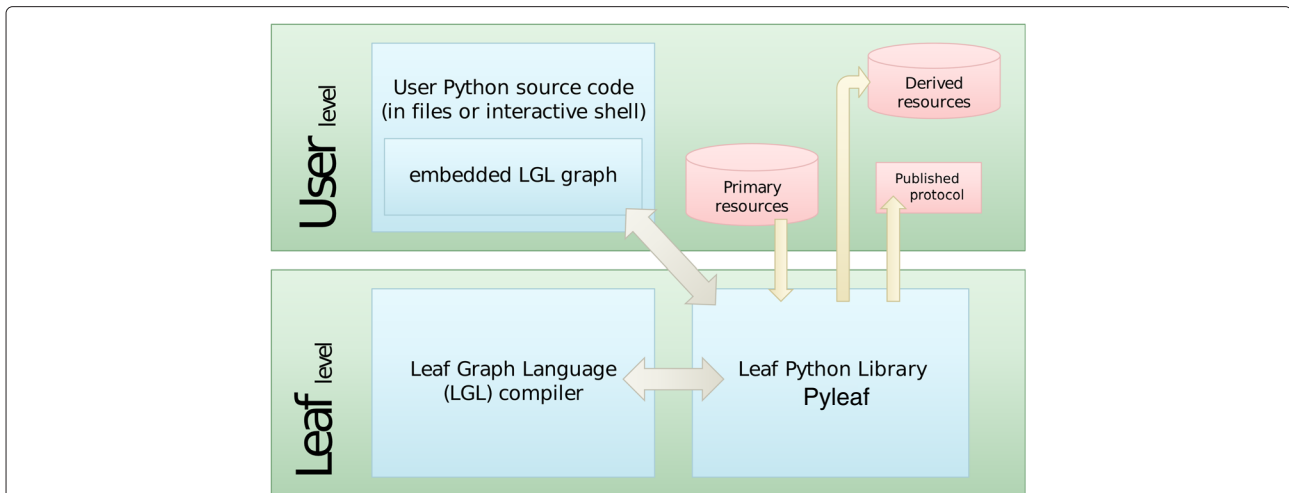 User level
User Python source code
(in files or interactive shell)
embedded LGL graph
Primary
resources
Derived
resources
Published
protocol
Leaf level
Leaf Graph Language
(LGL) compiler
Leaf Python Library
Pyleaf